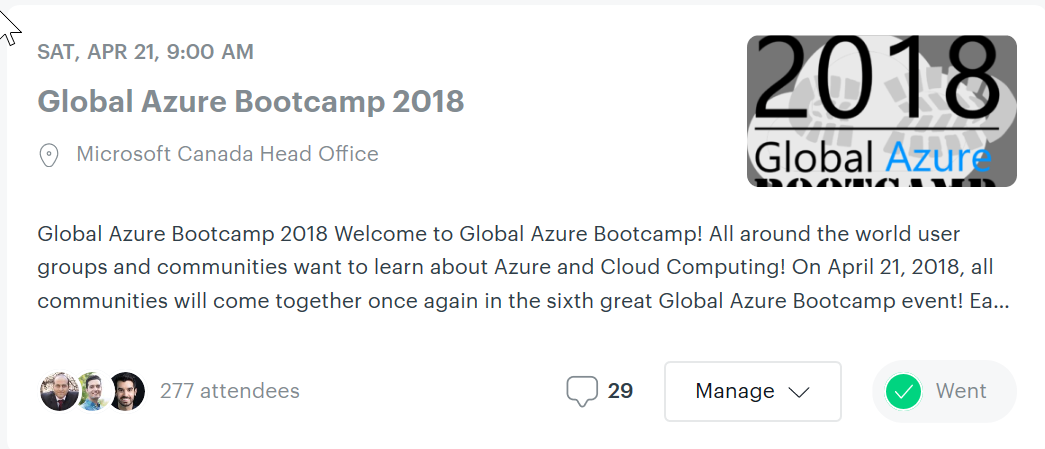 SAT, APR 21, 9:00 AM
Global Azure Bootcamp 2018
Microsoft Canada Head Office
2018
Global Azure
BOOTCAMP
Global Azure Bootcamp 2018 Welcome to Global Azure Bootcamp! All around the world user
groups and communities want to learn about Azure and Cloud Computing! On April 21, 2018, all
communities will come together once again in the sixth great Global Azure Bootcamp event! Ea...
277 attendees
29
Manage
Went